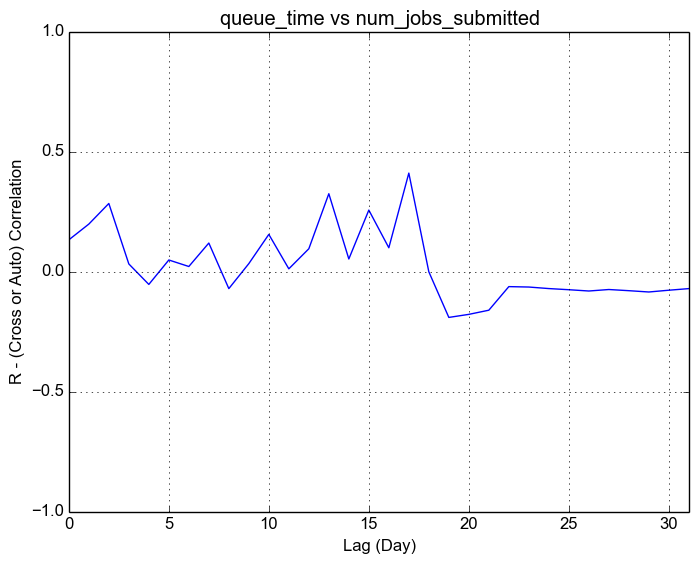 queue_time vs num_jobs_submitted
R - (Cross or Auto) Correlation
1.0
0.5
0.0
−0.5
−1.0
0 5 10 15 20 25 30
Lag (Day)